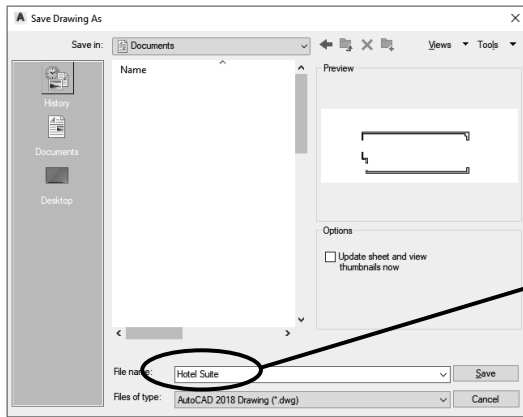 A Save Drawing As
Save in: Documents Views Tools
Name
Preview
History
Documents
Desktop
Options
Update sheet and view
thumbnails now
File name: Hotel Suite Save
Files of type: AutoCAD 2018 Drawing (*.dwg) Cancel